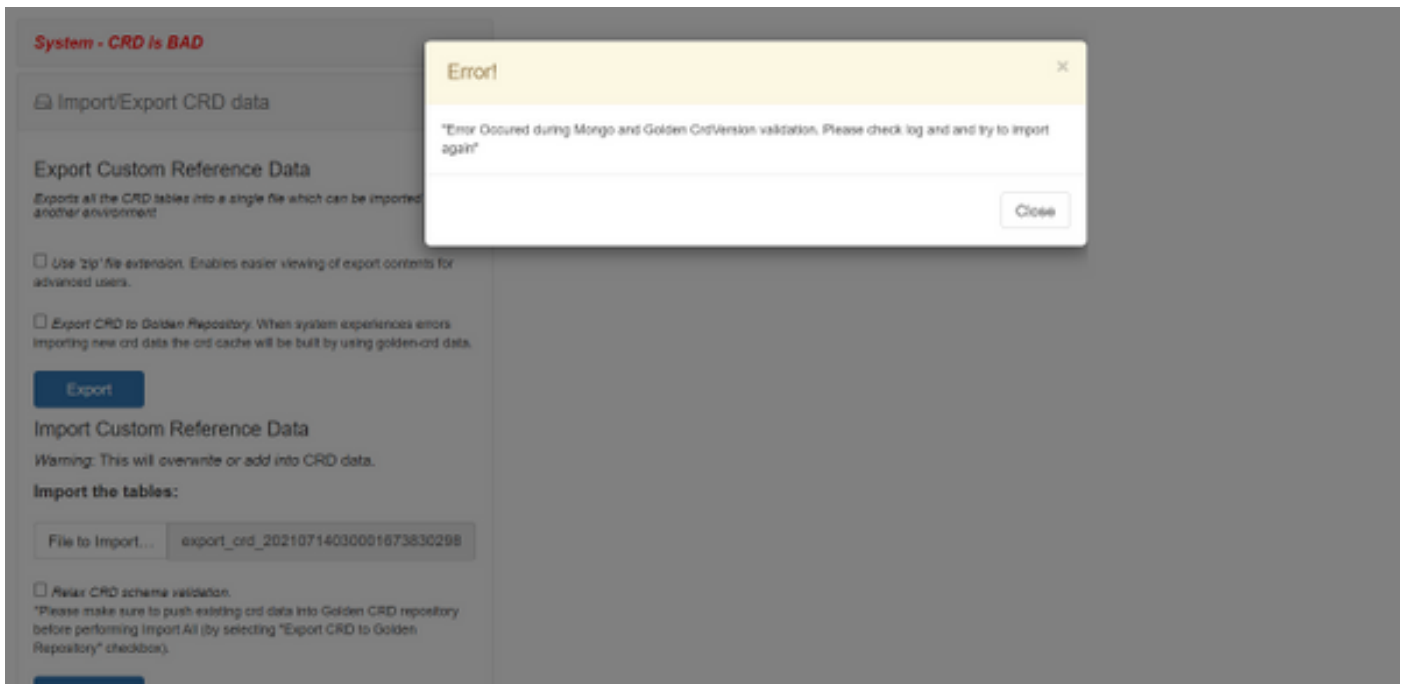 System - CRD is BAD
Import/Export CRD data
Export Custom Reference Data
Exports all the CRD tables into a single file which can be imported
another environment
Use 'zip' file extension. Enables easier viewing of export contents for
advanced users.
Export CRD to Golden Repository. When system experiences errors
importing new crd data the crd cache will be built by using golden-crd data.
Export
Import Custom Reference Data
Warning: This will overwrite or add into CRD data.
Import the tables:
File to Import... export_crd_20210714030001673830298
Relax CRD scheme validation.
*Please make sure to push existing crd data into Golden CRD repository
before performing Import All (by selecting "Export CRD to Golden
Repository" checkbox).
Error!
×
"Error Occured during Mongo and Golden CrdVersion validation. Please check log and and try to import
again"
Close